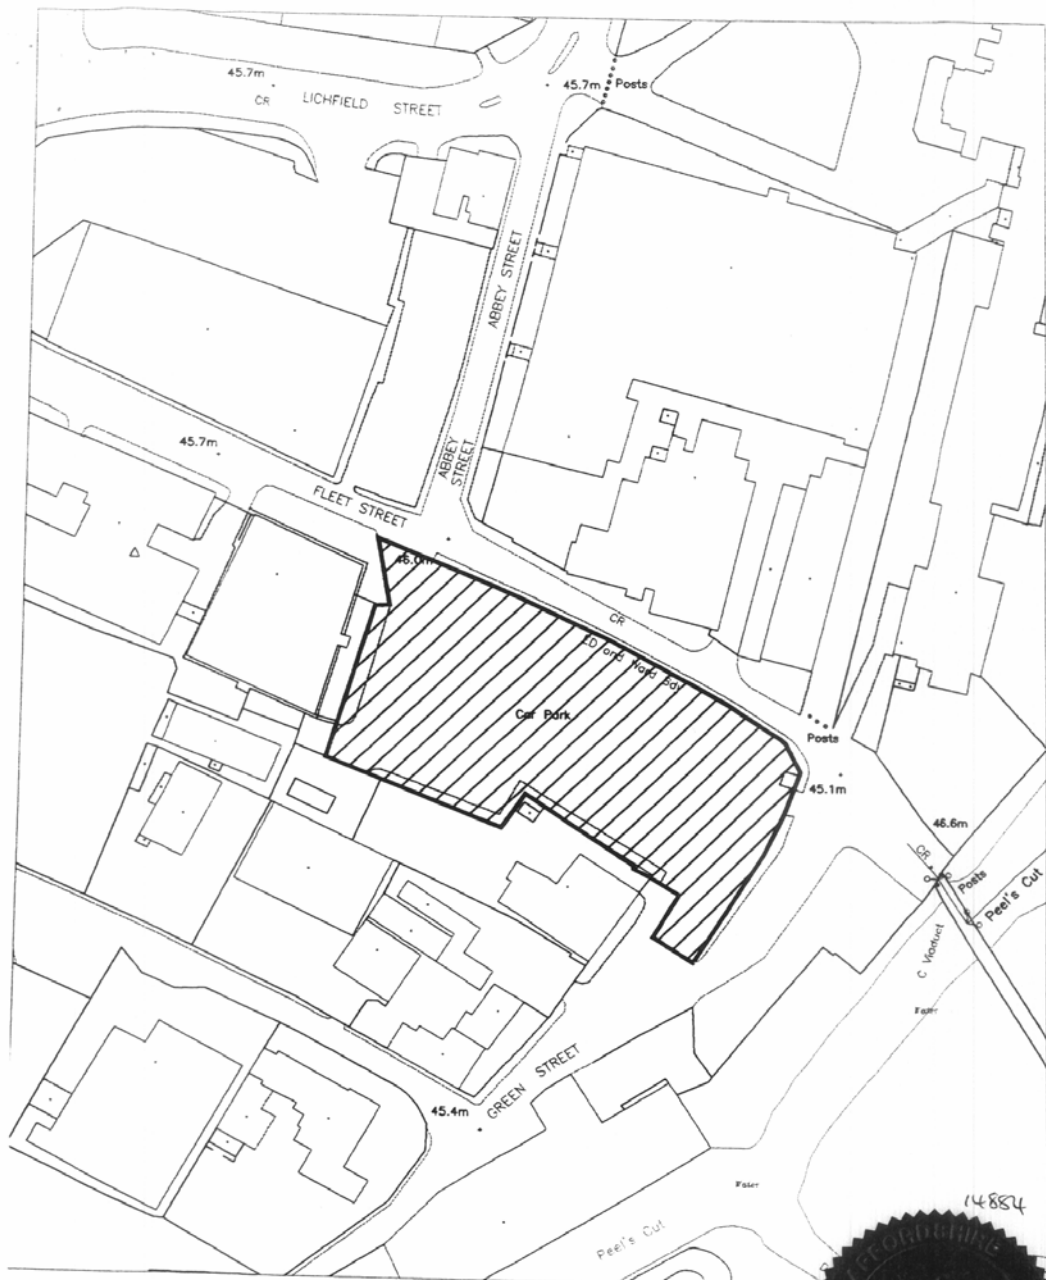 45.7m
CR LICHFIELD STREET
45.7m Posts
ABBEY STREET
45.7m
ABBEY
STREET
FLEET STREET
46.0m
CR
ED and Ward Bdy
Car Park
Posts
45.1m
46.6m
CR
Posts
Peel's Cut
C Viaduct
Water
GREEN STREET
45.4m
Water
14884
Peel's Cut